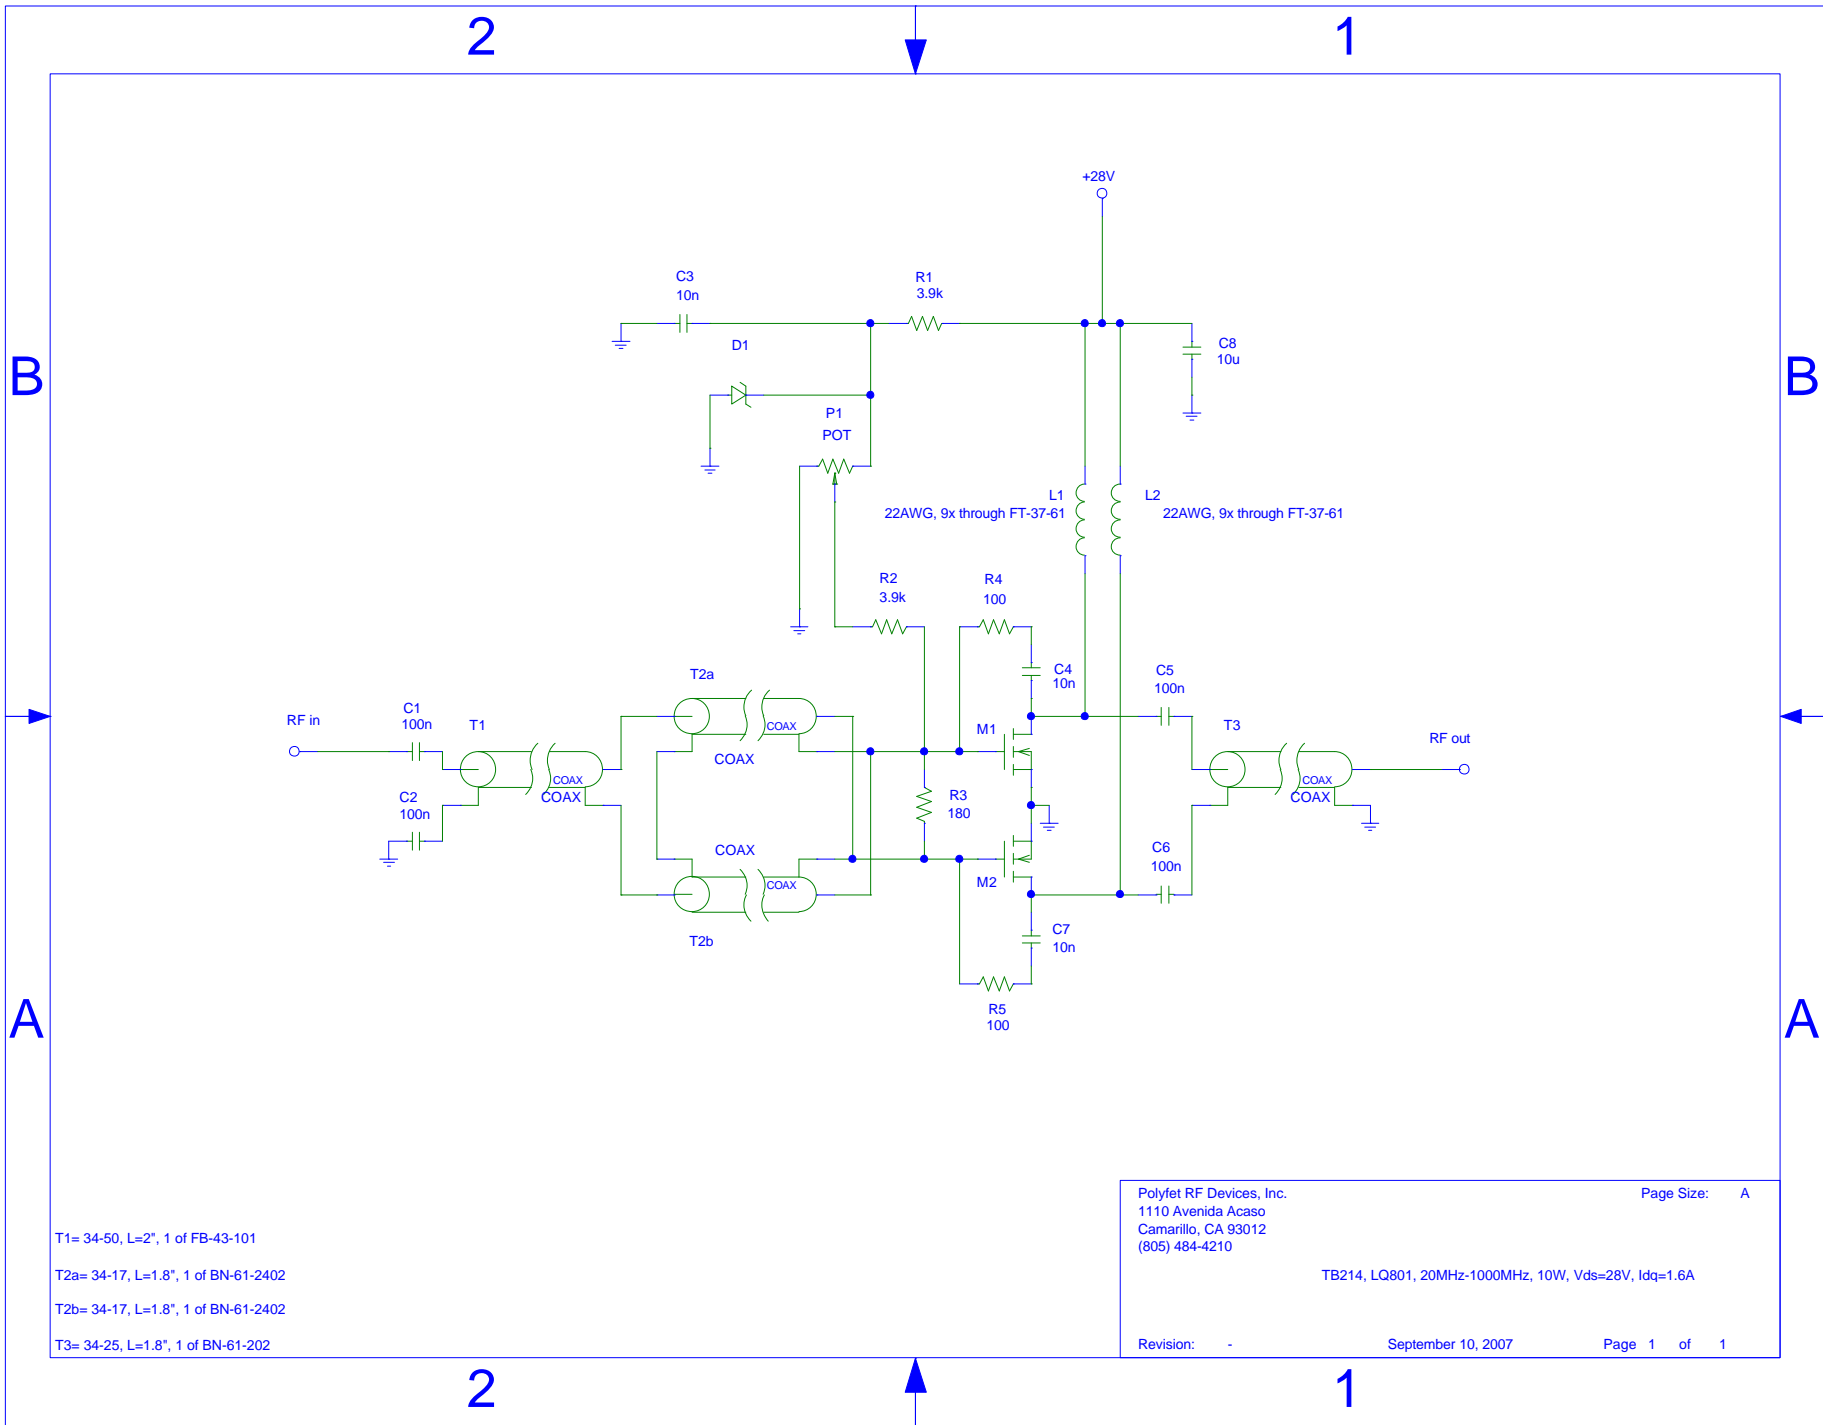 2
1
+28V
C3
10n
R1
3.9k
D1
C8
10u
B
B
P1
POT
L1
22AWG, 9x through FT-37-61
L2
22AWG, 9x through FT-37-61
R2
3.9k
R4
100
T2a
C4
10n
C5
100n
RF in
C1
100n
T1
COAX
COAX
M1
T3
RF out
COAX
COAX
C2
100n
R3
180
COAX
COAX
COAX
COAX
C6
100n
M2
T2b
C7
10n
R5
100
A
A
T1= 34-50, L=2", 1 of FB-43-101
T2a= 34-17, L=1.8", 1 of BN-61-2402
T2b= 34-17, L=1.8", 1 of BN-61-2402
T3= 34-25, L=1.8", 1 of BN-61-202
Polyfet RF Devices, Inc. Page Size: A
1110 Avenida Acaso
Camarillo, CA 93012
(805) 484-4210
TB214, LQ801, 20MHz-1000MHz, 10W, Vds=28V, Idq=1.6A
Revision: - September 10, 2007 Page 1 of 1
2
1